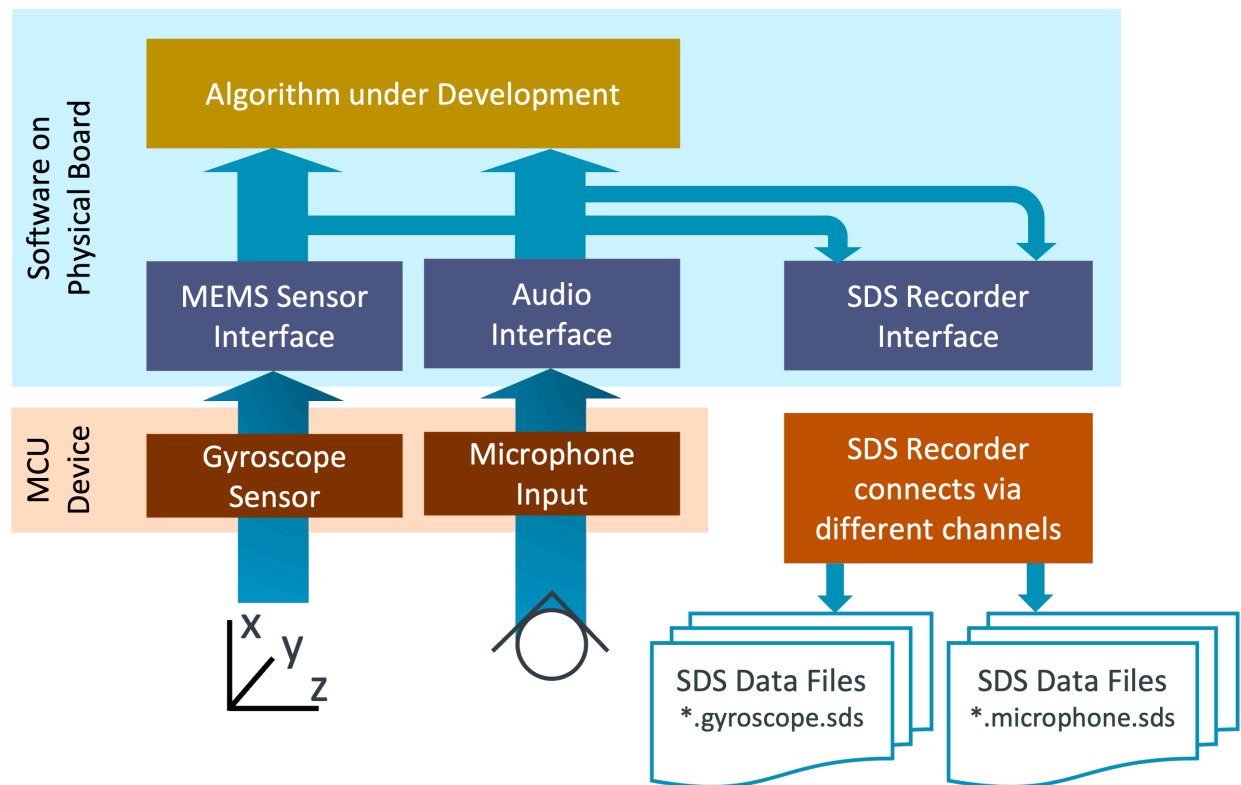 Software on
Physical Board
Algorithm under Development
MEMS Sensor
Interface
Audio
Interface
SDS Recorder
Interface
MCU
Device
Gyroscope
Sensor
Microphone
Input
SDS Recorder
connects via
different channels
x
y
z
SDS Data Files
*.gyroscope.sds
SDS Data Files
*.microphone.sds